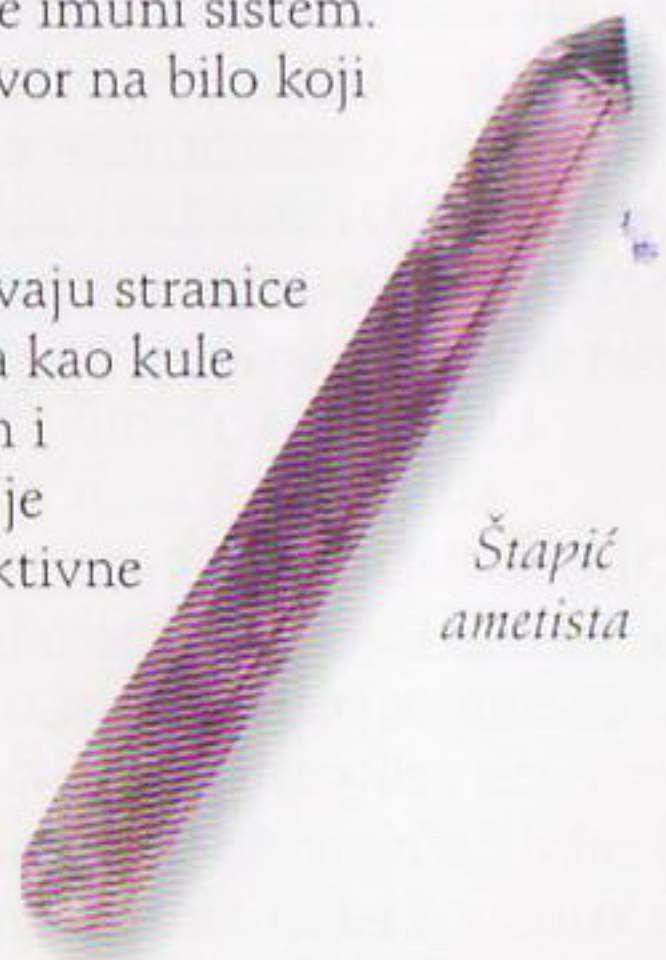 e imuni sistem.
vor na bilo koji
vaju stranice
a kao kule
n i
je
ktivne
Štapić
ametista